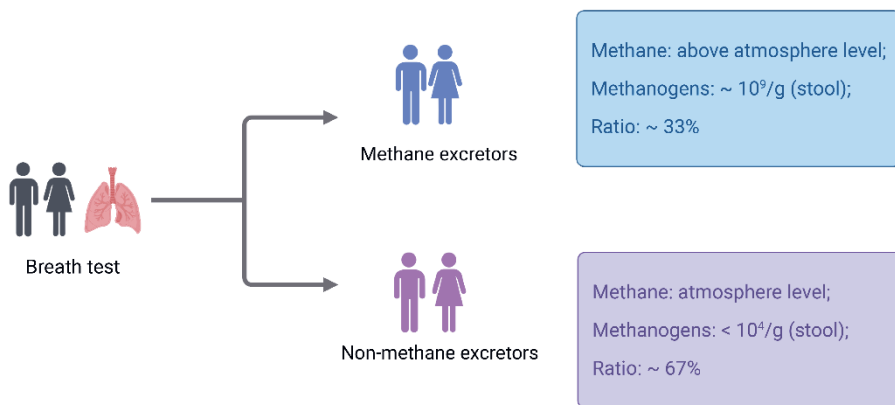 Methane: above atmosphere level;
Methanogens: ~ 10⁹/g (stool);
Ratio: ~ 33%
Methane excretors
Breath test
Methane: atmosphere level;
Methanogens: < 10⁴/g (stool);
Ratio: ~ 67%
Non-methane excretors